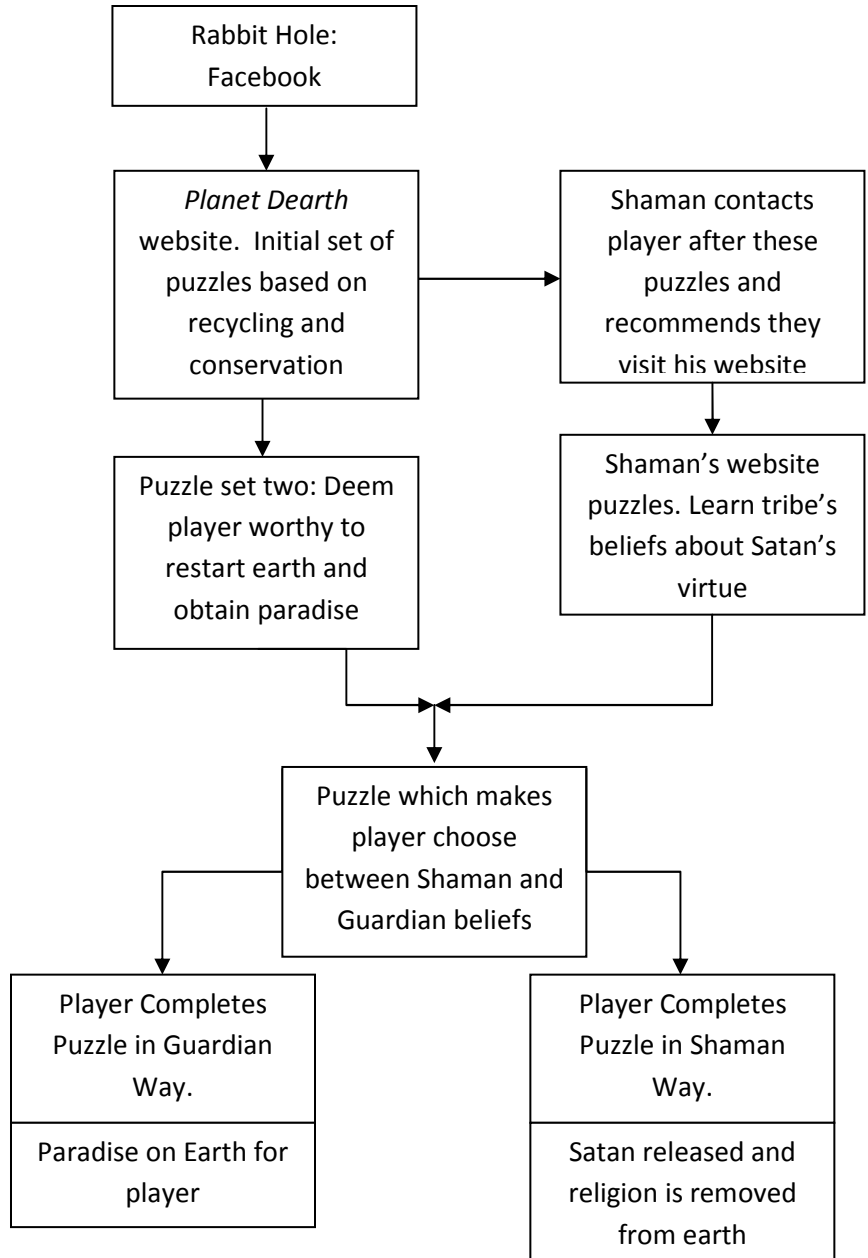 Rabbit Hole:
Facebook
Planet Dearth
website.  Initial set of
puzzles based on
recycling and
conservation
Shaman contacts
player after these
puzzles and
recommends they
visit his website
Puzzle set two: Deem
player worthy to
restart earth and
obtain paradise
Shaman’s website
puzzles. Learn tribe’s
beliefs about Satan’s
virtue
Puzzle which makes
player choose
between Shaman and
Guardian beliefs
Player Completes
Puzzle in Guardian
Way.
Paradise on Earth for
player
Player Completes
Puzzle in Shaman
Way.
Satan released and
religion is removed
from earth